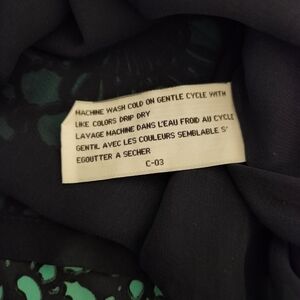 MACHINE WASH COLD ON GENTLE CYCLE WITH
LIKE COLORS DRIP DRY
LAVAGE MACHINE DANS L'EAU FROID AU CYCLE
GENTIL AVEC LES COULEURS SEMBLABLE S'
EGOUTTER A SECHER
C-03